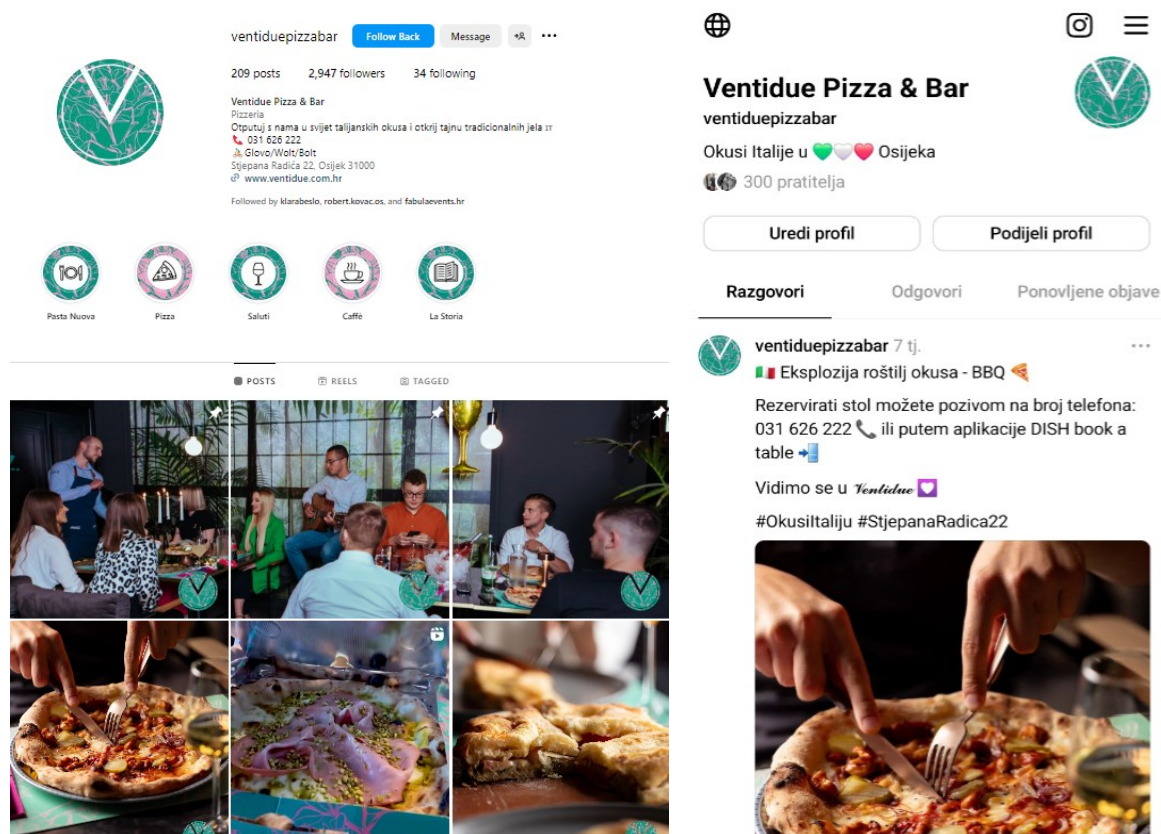 ventiduepizzabar Follow Back Message
209 posts 2,947 followers 34 following
Ventidue Pizza & Bar
Pizzeria
Otputuj s nama u svijet talijanskih okusa i otkrij tajnu tradicionalnih jela IT
📞 031 626 222
🛵 Glovo/Wolt/Bolt
Stjepana Radića 22, Osijek 31000
www.ventidue.com.hr
Followed by klarabeslo, robert.kovac.os, and fabulaevents.hr
Pasta Nuova Pizza Saluti Caffè La Storia
POSTS REELS TAGGED
Ventidue Pizza & Bar
ventiduepizzabar
Okusi Italije u 💚🤍❤️ Osijeka
300 pratitelja
Uredi profil Podijeli profil
Razgovori Odgovori Ponovljene objave
ventiduepizzabar 7 tj.
🇮🇹 Eksplozija roštilj okusa - BBQ 🍕
Rezervirati stol možete pozivom na broj telefona:
031 626 222 📞 ili putem aplikacije DISH book a
table 📲
Vidimo se u 𝓥𝓮𝓷𝓽𝓲𝓭𝓾𝓮 💟
#OkusiItaliju #StjepanaRadica22